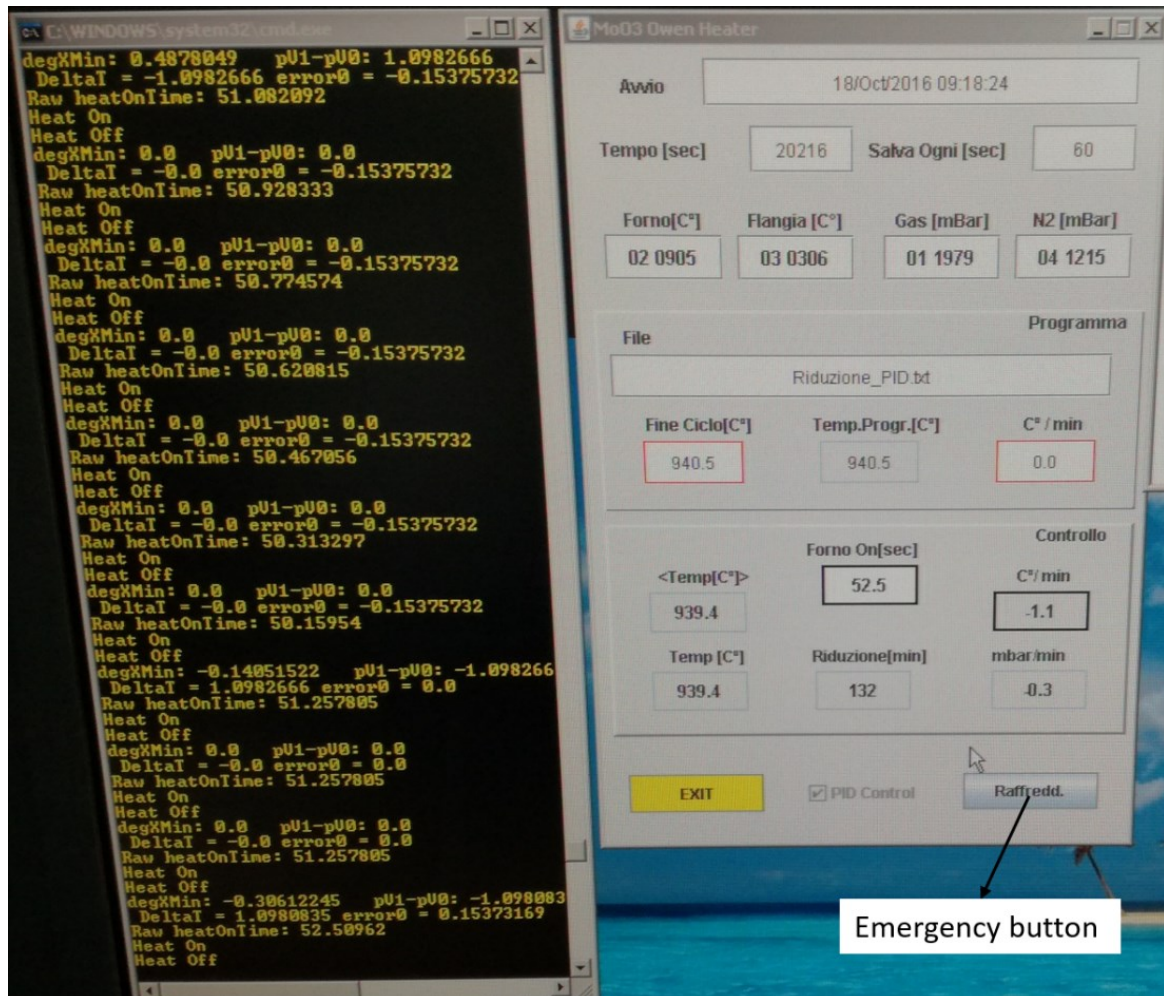 C:\WINDOWS\system32\cmd.exe
degXMin: 0.4878049 pV1-pV0: 1.0982666
DeltaT = -1.0982666 error0 = -0.15375732
Raw heatOnTime: 51.082092
Heat On
Heat Off
degXMin: 0.0 pV1-pV0: 0.0
DeltaT = -0.0 error0 = -0.15375732
Raw heatOnTime: 50.928333
Heat On
Heat Off
degXMin: 0.0 pV1-pV0: 0.0
DeltaT = -0.0 error0 = -0.15375732
Raw heatOnTime: 50.774574
Heat On
Heat Off
degXMin: 0.0 pV1-pV0: 0.0
DeltaT = -0.0 error0 = -0.15375732
Raw heatOnTime: 50.620815
Heat On
Heat Off
degXMin: 0.0 pV1-pV0: 0.0
DeltaT = -0.0 error0 = -0.15375732
Raw heatOnTime: 50.467056
Heat On
Heat Off
degXMin: 0.0 pV1-pV0: 0.0
DeltaT = -0.0 error0 = -0.15375732
Raw heatOnTime: 50.313297
Heat On
Heat Off
degXMin: 0.0 pV1-pV0: 0.0
DeltaT = -0.0 error0 = -0.15375732
Raw heatOnTime: 50.15954
Heat On
Heat Off
degXMin: -0.14051522 pV1-pV0: -1.098266
DeltaT = 1.0982666 error0 = 0.0
Raw heatOnTime: 51.257805
Heat On
Heat Off
degXMin: 0.0 pV1-pV0: 0.0
DeltaT = -0.0 error0 = 0.0
Raw heatOnTime: 51.257805
Heat On
Heat Off
degXMin: 0.0 pV1-pV0: 0.0
DeltaT = -0.0 error0 = 0.0
Raw heatOnTime: 51.257805
Heat On
Heat Off
degXMin: -0.30612245 pV1-pV0: -1.098083
DeltaT = 1.0980835 error0 = 0.15373169
Raw heatOnTime: 52.50962
Heat On
Heat Off
MoO3 Owen Heater
Avvio 18/Oct/2016 09:18:24
Tempo [sec] 20216 Salva Ogni [sec] 60
Forno[C°] Flangia [C°] Gas [mBar] N2 [mBar]
02 0905 03 0306 01 1979 04 1215
Programma
File
Riduzione_PID.txt
Fine Ciclo[C°] Temp.Progr.[C°] C° / min
940.5 940.5 0.0
Controllo
Forno On[sec]
<Temp[C°]> 52.5 C°/ min
939.4 -1.1
Temp [C°] Riduzione[min] mbar/min
939.4 132 -0.3
EXIT PID Control Raffredd.
Emergency button